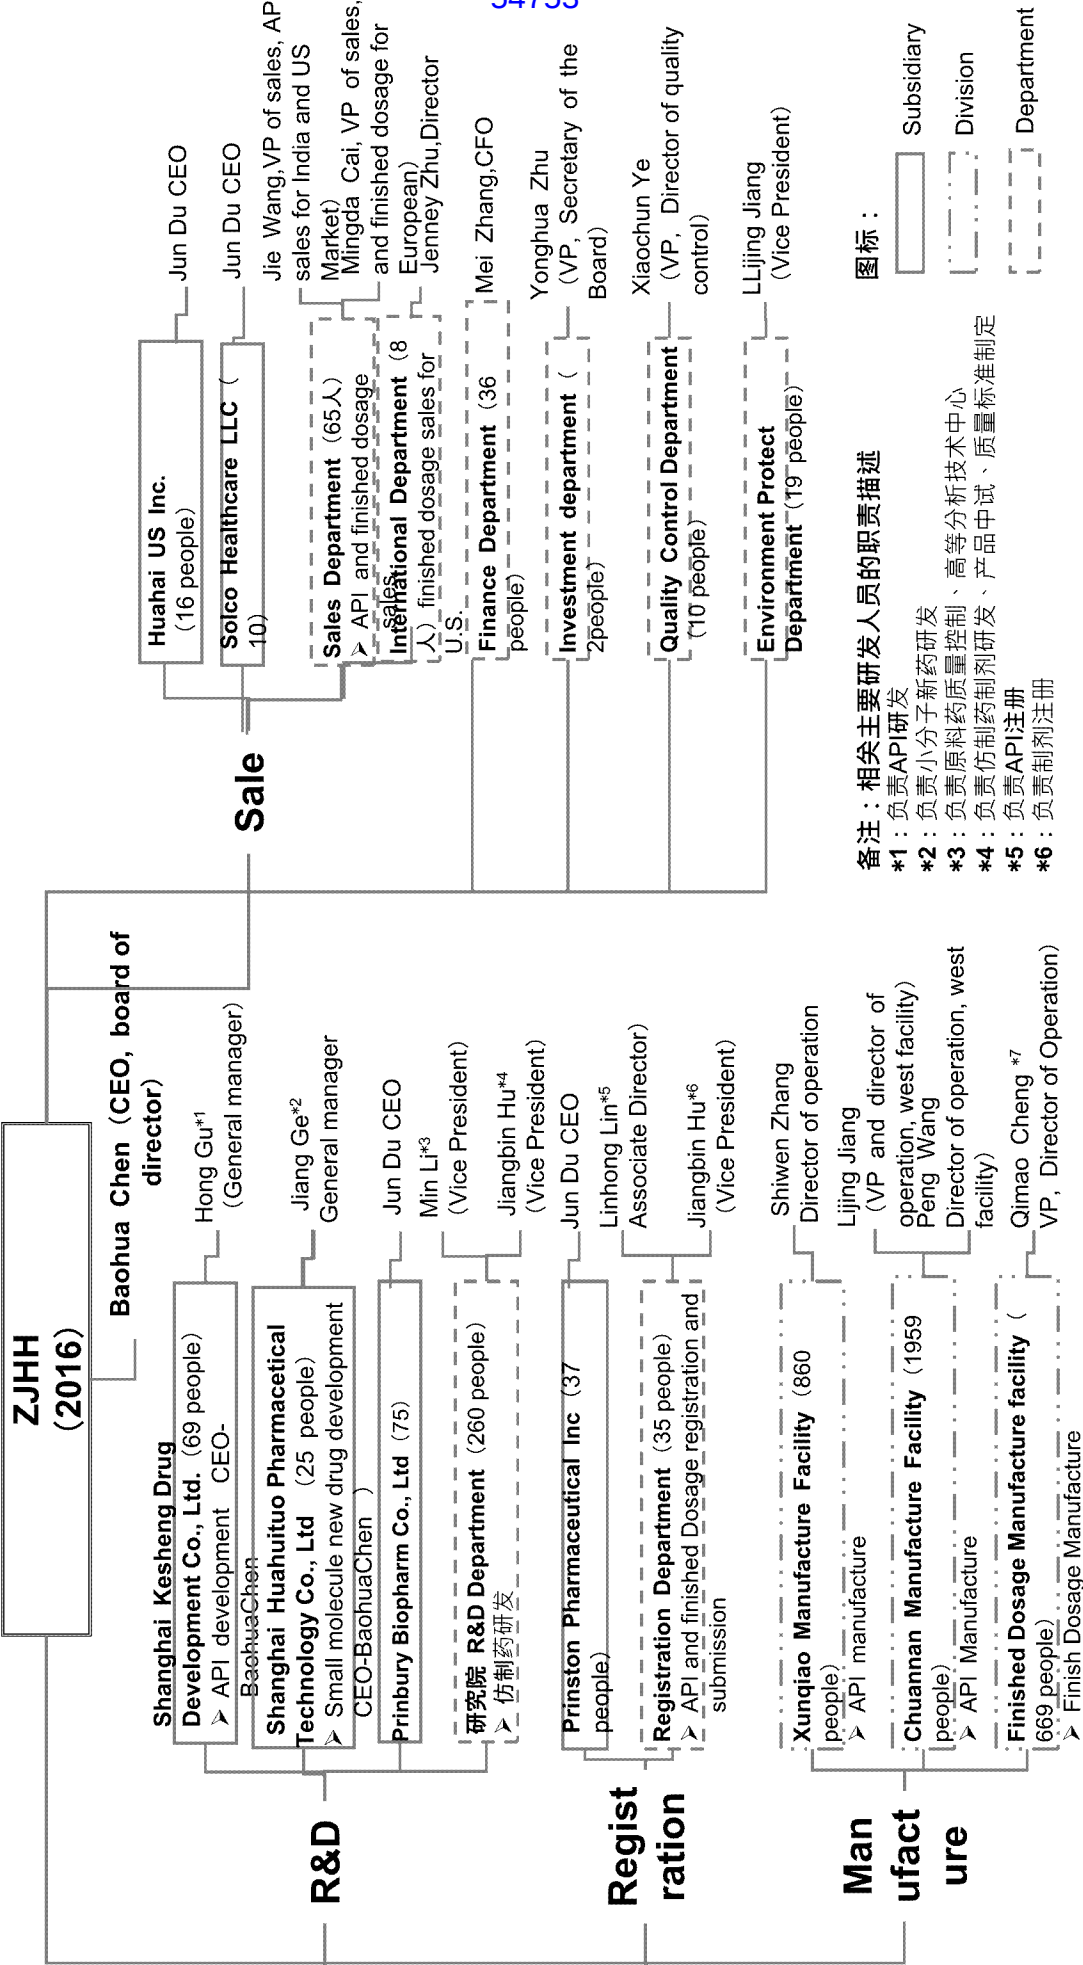 54753
ZJHH
（2016）
Baohua Chen（CEO, board of
director）
R&D
Shanghai Kesheng Drug
Development Co., Ltd.（69 people）
➢ API development CEO-
BaohuaChen
Hong Gu*1
（General manager）
Shanghai Huahuituo Pharmacetical
Technology Co., Ltd （25 people）
➢ Small molecule new drug development
CEO-BaohuaChen ）
Jiang Ge*2
General manager
Prinbury Biopharm Co., Ltd（75）
Jun Du CEO
研究院 R&D Department（260 people）
➢ 仿制药研发
Min Li*3
（Vice President）
Jiangbin Hu*4
（Vice President）
Regist
ration
Prinston Pharmaceutical Inc（37
people）
Jun Du CEO
Registration Department（35 people）
➢ API and finished Dosage registration and
submission
Linhong Lin*5
Associate Director）
Jiangbin Hu*6
（Vice President）
Man
ufact
ure
Xunqiao Manufacture Facility（860
people）
➢ API manufacture
Shiwen Zhang
Director of operation
Chuannan Manufacture Facility（1959
people）
➢ API Manufacture
Lijing Jiang
（VP and director of
operation, west facility）
Peng Wang
Director of operation, west
facility）
Finished Dosage Manufacture facility（
669 people）
➢ Finish Dosage Manufacture
Qimao Cheng *7
VP, Director of Operation）
Sale
Huahai US Inc.
（16 people）
Jun Du CEO
Solco Healthcare LLC（
10）
Jun Du CEO
Sales Department（65人）
➢ API and finished dosage
sales
Jie Wang,VP of sales, AP
sales for India and US
Market）
Mingda Cai, VP of sales,
and finished dosage for
European）
International Department（8
人）finished dosage sales for
U.S.
Jenney Zhu,Director
Finance Department（36
people）
Mei Zhang,CFO
Investment department（
2people）
Yonghua Zhu
（VP, Secretary of the
Board）
Quality Control Department
（10 people）
Xiaochun Ye
（VP, Director of quality
control）
Environment Protect
Department（19 people）
LLijing Jiang
（Vice President）
备注：相关主要研发人员的职责描述
*1：负责API研发
*2：负责小分子新药研发
*3：负责原料药质量控制、高等分析技术中心
*4：负责仿制药制剂研发、产品中试、质量标准制定
*5：负责API注册
*6：负责制剂注册
图标：
Subsidiary
Division
Department